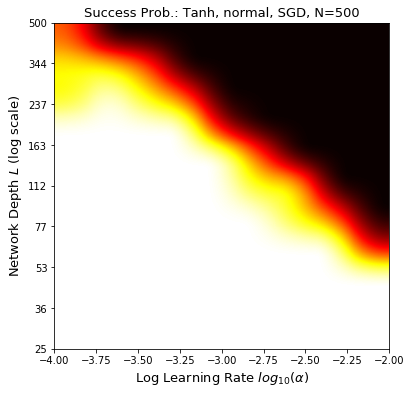 Success Prob.: Tanh, normal, SGD, N=500
Network Depth L (log scale)
500
344
237
163
112
77
53
36
25
−4.00 −3.75 −3.50 −3.25 −3.00 −2.75 −2.50 −2.25 −2.00
Log Learning Rate log₁₀(α)